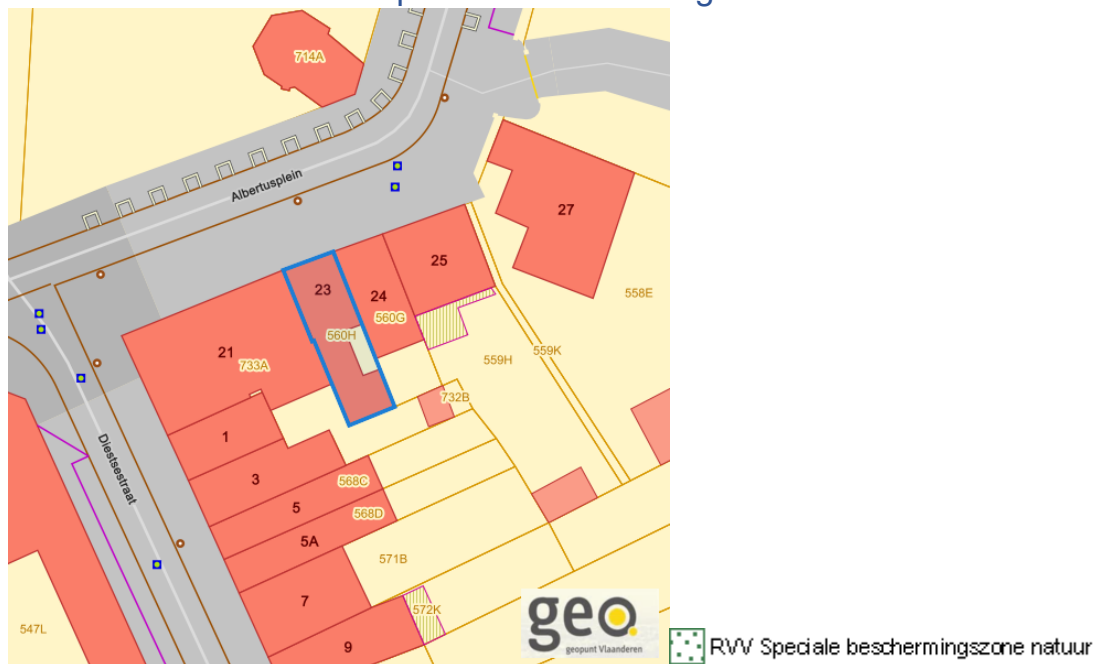 714A
Albertusplein
27
25
23
24
558E
560G
560H
21
733A
559H
559K
732B
1
3
568C
5
568D
5A
Diestsestraat
571B
7
572K
9
547L
geo.
geopunt Vlaanderen
RVV Speciale beschermingszone natuur